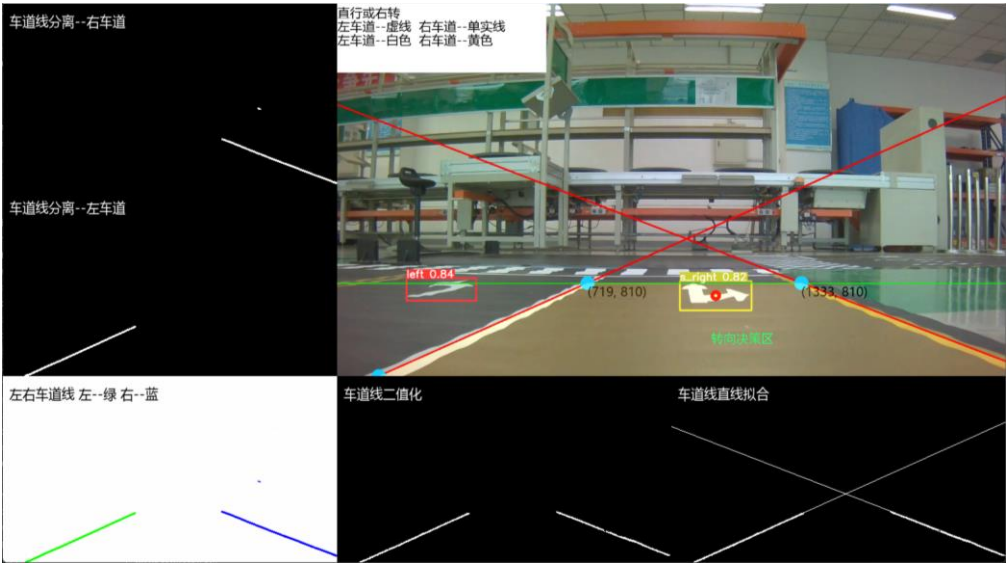 车道线分离--右车道
直行或右转
左车道--虚线 右车道--单实线
左车道--白色 右车道--黄色
车道线分离--左车道
left 0.84
s_right 0.82
(719, 810)
(1333, 810)
转向决策区
左右车道线 左--绿 右--蓝
车道线二值化
车道线直线拟合